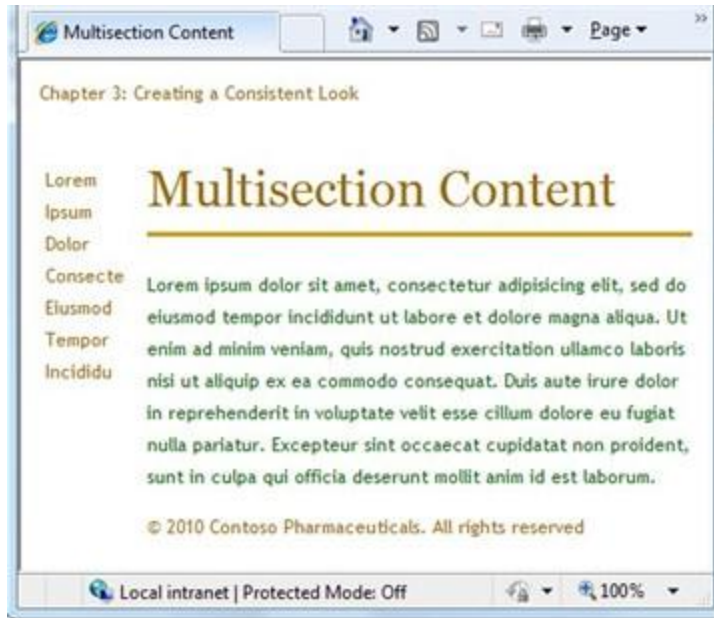 Multisection Content
Page
»
Chapter 3: Creating a Consistent Look
Lorem
Ipsum
Dolor
Consecte
Eiusmod
Tempor
Incididu
Multisection Content
Lorem ipsum dolor sit amet, consectetur adipisicing elit, sed do
eiusmod tempor incididunt ut labore et dolore magna aliqua. Ut
enim ad minim veniam, quis nostrud exercitation ullamco laboris
nisi ut aliquip ex ea commodo consequat. Duis aute irure dolor
in reprehenderit in voluptate velit esse cillum dolore eu fugiat
nulla pariatur. Excepteur sint occaecat cupidatat non proident,
sunt in culpa qui officia deserunt mollit anim id est laborum.
© 2010 Contoso Pharmaceuticals. All rights reserved
Local intranet | Protected Mode: Off
100%